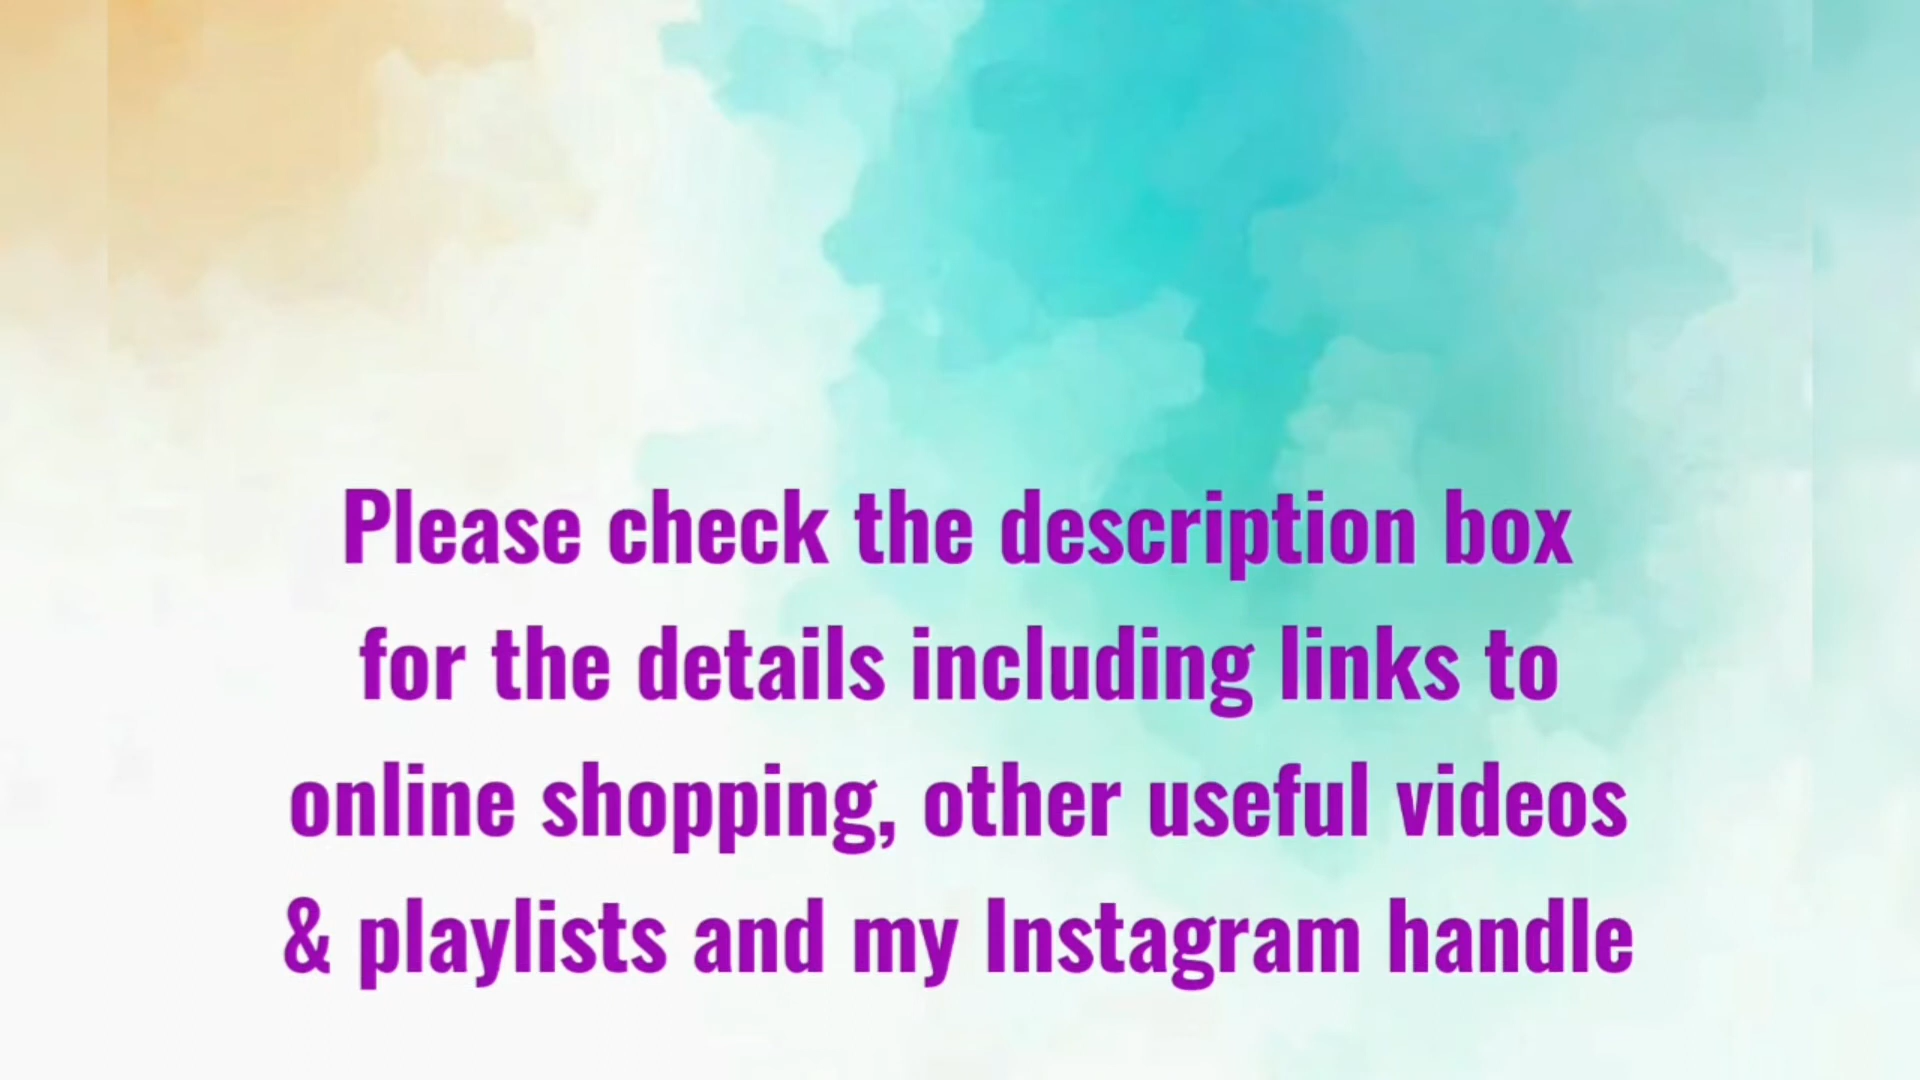 Please check the description box
for the details including links to
online shopping, other useful videos
& playlists and my Instagram handle